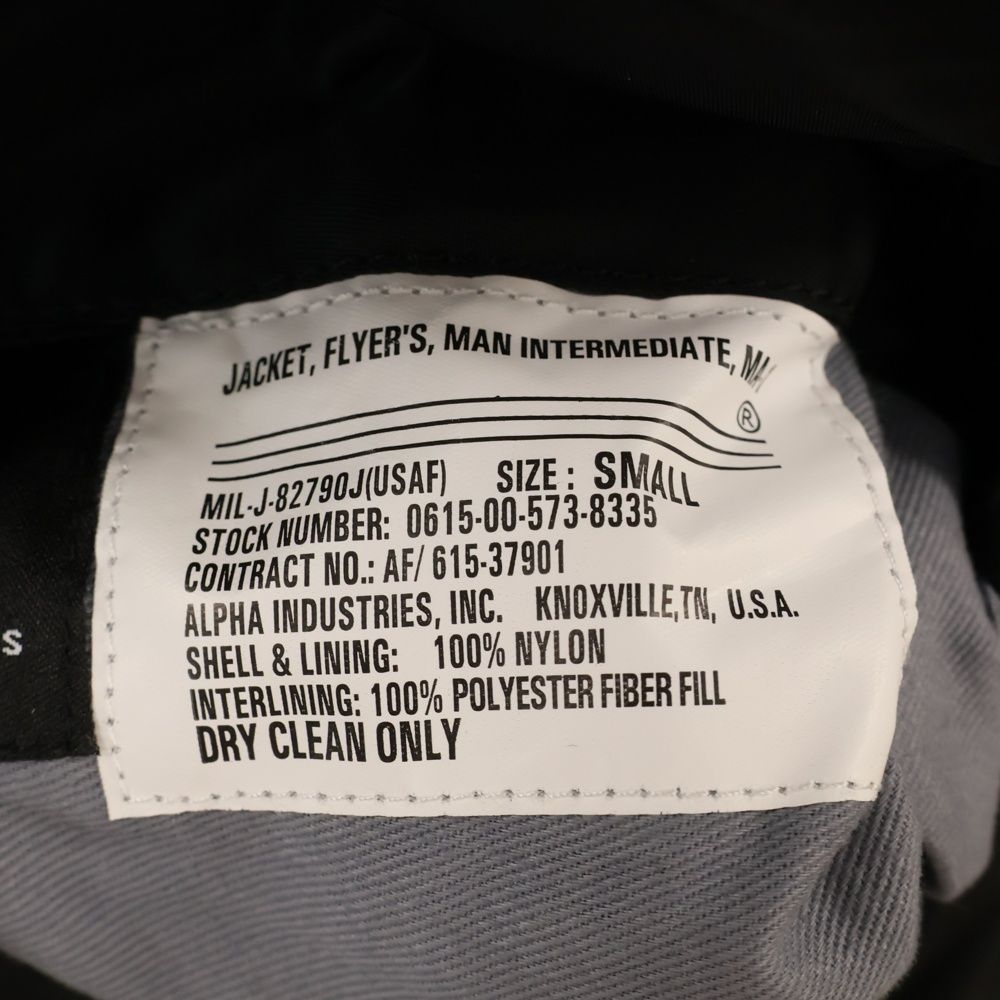 JACKET, FLYER'S, MAN INTERMEDIATE,
®
MIL-J-82790J(USAF) SIZE: SMALL
STOCK NUMBER: 0615-00-573-8335
CONTRACT NO.: AF/ 615-37901
ALPHA INDUSTRIES, INC. KNOXVILLE,TN, U.S.A.
SHELL & LINING: 100% NYLON
INTERLINING: 100% POLYESTER FIBER FILL
DRY CLEAN ONLY
S